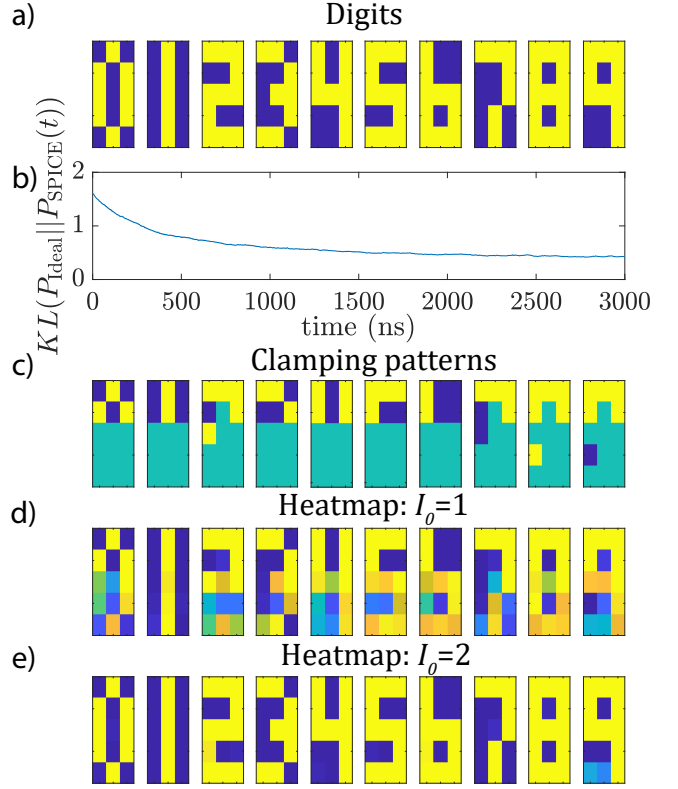 a) Digits
b)
KL(P_Ideal||P_SPICE(t))
2
1
0
0 500 1000 1500 2000 2500 3000
time (ns)
c) Clamping patterns
d) Heatmap: I_0=1
e) Heatmap: I_0=2